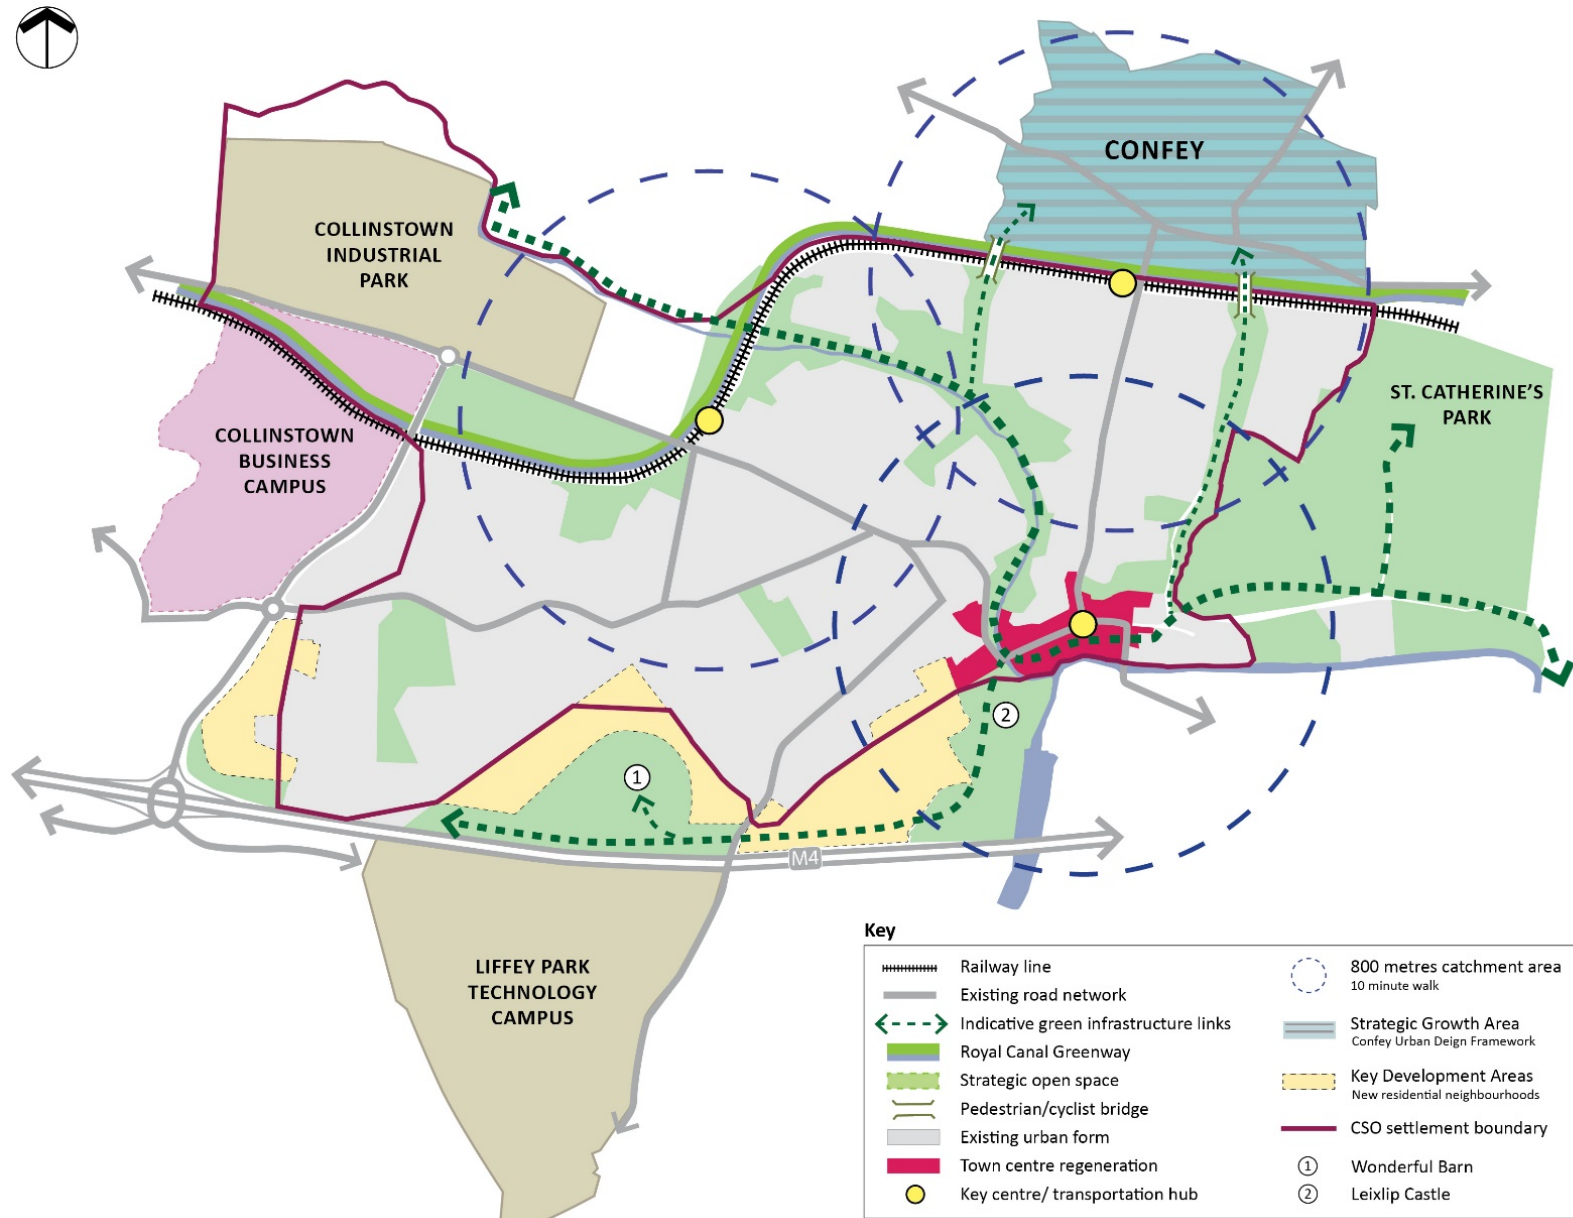 CONFEY
COLLINSTOWN
INDUSTRIAL
PARK
ST. CATHERINE'S
PARK
COLLINSTOWN
BUSINESS
CAMPUS
2
1
M4
LIFFEY PARK
TECHNOLOGY
CAMPUS
Key
Railway line
Existing road network
Indicative green infrastructure links
Royal Canal Greenway
Strategic open space
Pedestrian/cyclist bridge
Existing urban form
Town centre regeneration
Key centre/ transportation hub
800 metres catchment area
10 minute walk
Strategic Growth Area
Confey Urban Deign Framework
Key Development Areas
New residential neighbourhoods
CSO settlement boundary
1 Wonderful Barn
2 Leixlip Castle